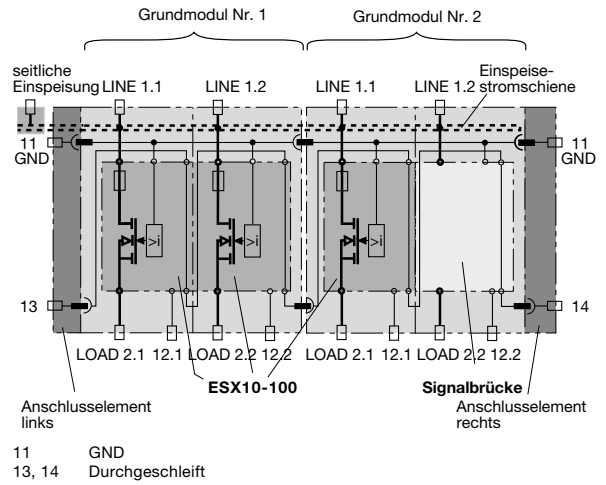 Grundmodul Nr. 1 Grundmodul Nr. 2
seitliche
Einspeisung LINE 1.1 LINE 1.2 LINE 1.1 LINE 1.2 Einspeise-
stromschiene
11
GND
11
GND
>i >i >i
13 14
LOAD 2.1 12.1 LOAD 2.2 12.2 LOAD 2.1 12.1 LOAD 2.2 12.2
ESX10-100 Signalbrücke
Anschlusselement
links
Anschlusselement
rechts
11 GND
13, 14 Durchgeschleift